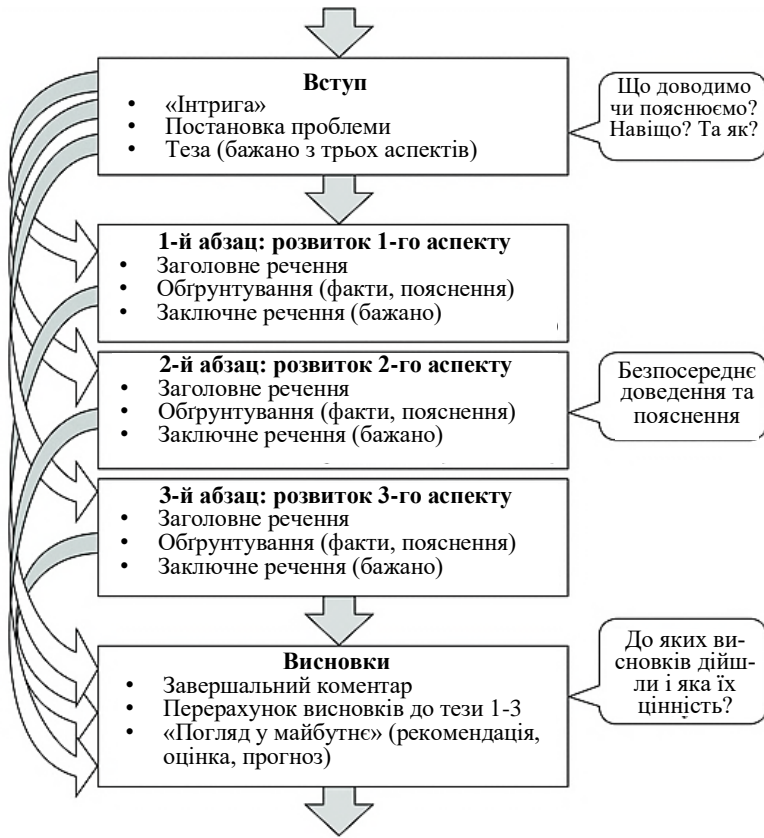 Вступ
• «Інтрига»
• Постановка проблеми
• Теза (бажано з трьох аспектів)
Що доводимо
чи пояснюємо?
Навіщо? Та як?
1-й абзац: розвиток 1-го аспекту
• Заголовне речення
• Обґрунтування (факти, пояснення)
• Заключне речення (бажано)
2-й абзац: розвиток 2-го аспекту
• Заголовне речення
• Обґрунтування (факти, пояснення)
• Заключне речення (бажано)
Безпосереднє
доведення та
пояснення
3-й абзац: розвиток 3-го аспекту
• Заголовне речення
• Обґрунтування (факти, пояснення)
• Заключне речення (бажано)
Висновки
• Завершальний коментар
• Перерахунок висновків до тези 1-3
• «Погляд у майбутнє» (рекомендація,
оцінка, прогноз)
До яких ви-
сновків дійш-
ли і яка їх
цінність?